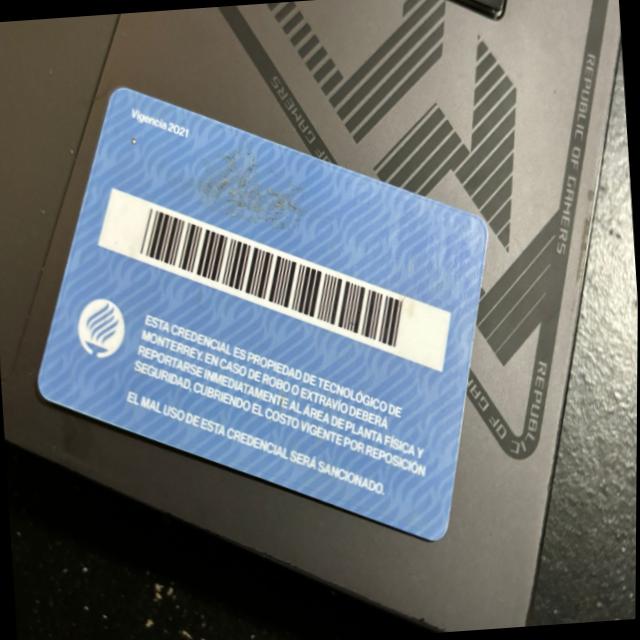 Vigencia 2021
ESTA CREDENCIAL ES PROPIEDAD DE TECNOLÓGICO DE
MONTERREY. EN CASO DE ROBO O EXTRAVÍO DEBERÁ
REPORTARSE INMEDIATAMENTE AL ÁREA DE PLANTA FÍSICA Y
SEGURIDAD, CUBRIENDO EL COSTO VIGENTE POR REPOSICIÓN
EL MAL USO DE ESTA CREDENCIAL SERÁ SANCIONADO.
OF GAMERS
REPUBLIC OF GAMERS
REPUBLIC OF